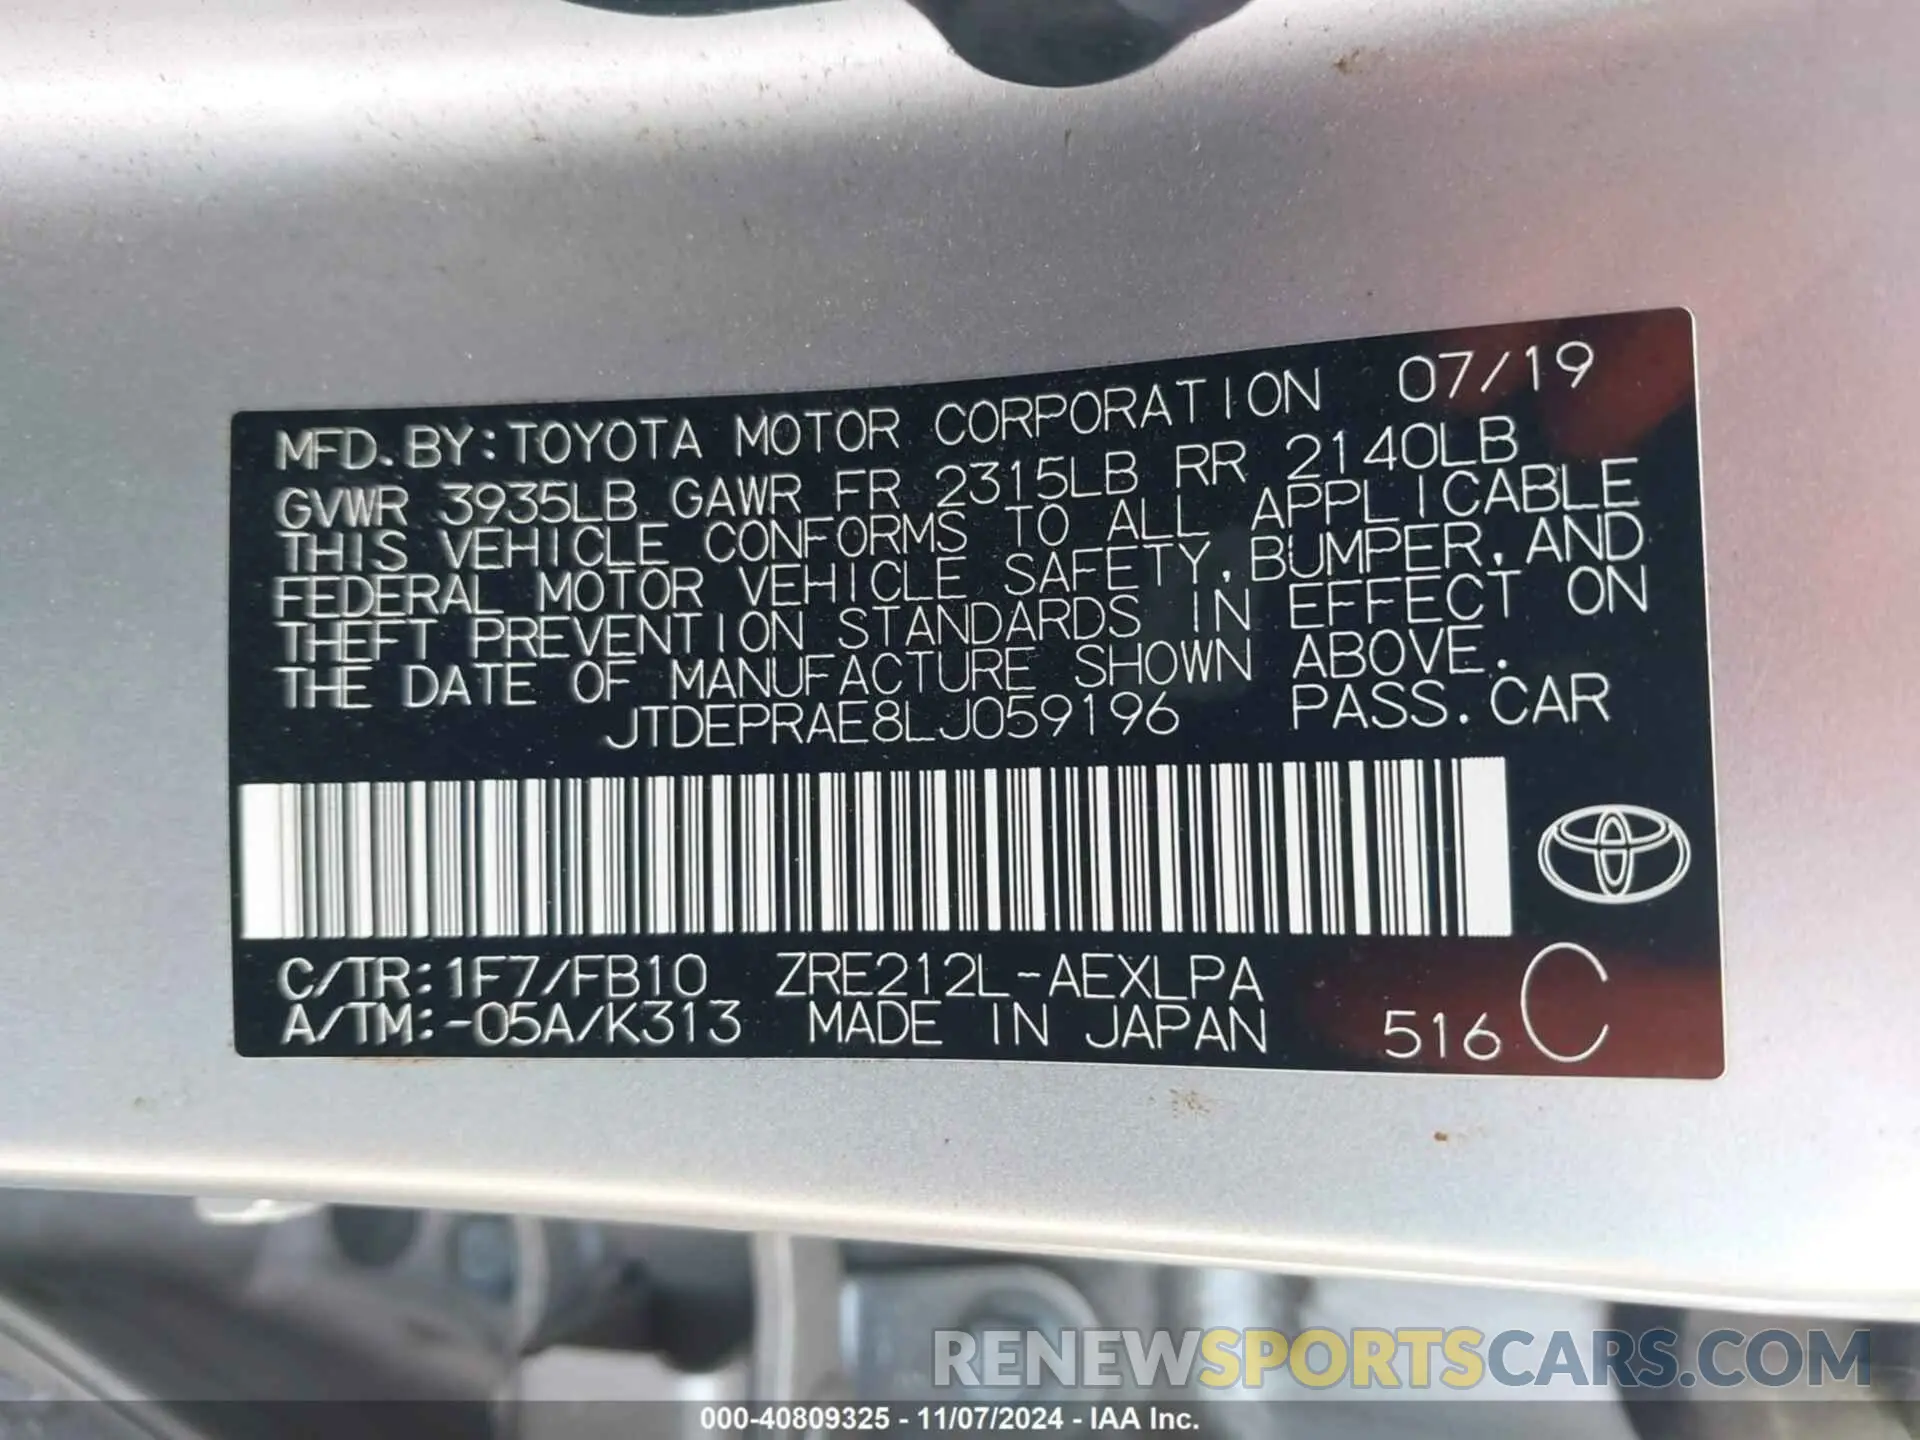 MFD. BY: TOYOTA MOTOR CORPORATION 07/19
GVWR 3935LB GAWR FR 2315LB RR 2140LB
THIS VEHICLE CONFORMS TO ALL APPLICABLE
FEDERAL MOTOR VEHICLE SAFETY, BUMPER, AND
THEFT PREVENTION STANDARDS IN EFFECT ON
THE DATE OF MANUFACTURE SHOWN ABOVE.
JTDEPRAE8LJ059196 PASS. CAR
C/TR: 1F7/FB10 ZRE212L-AEXLPA
A/TM: -05A/K313 MADE IN JAPAN 516 C
RENEWSPORTSCARS.COM
000-40809325 - 11/07/2024 - IAA Inc.